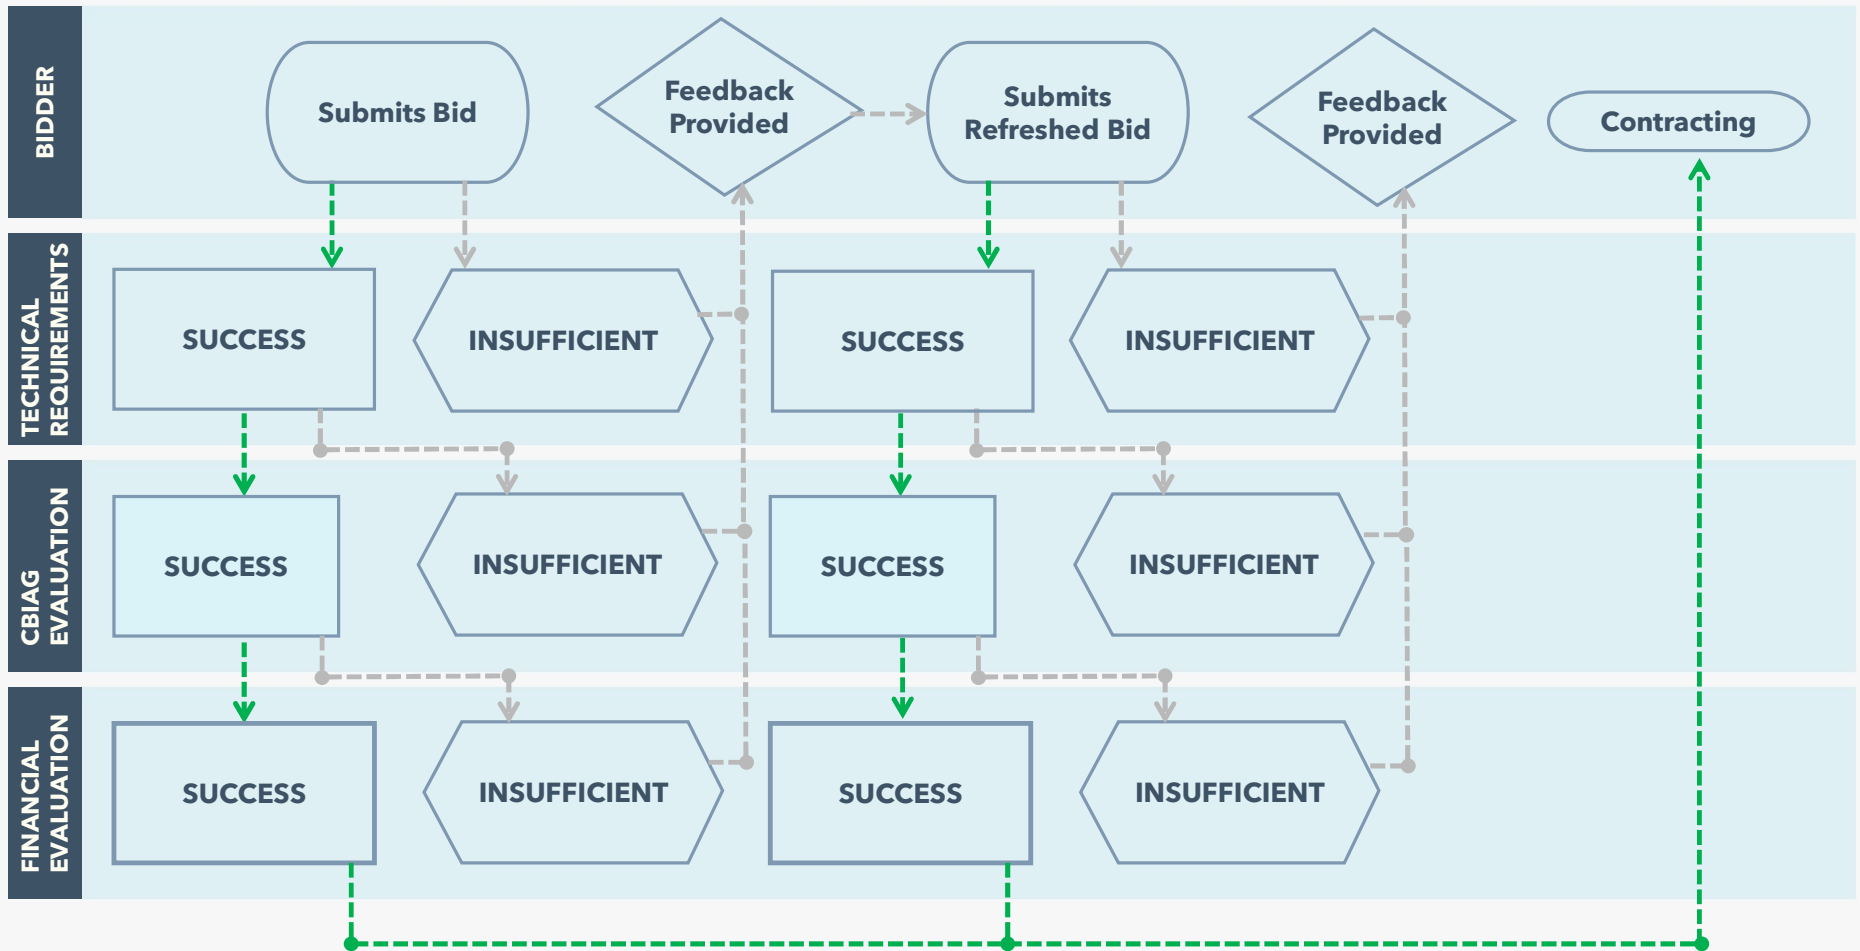 BIDDER
Submits Bid
Feedback
Provided
Submits
Refreshed Bid
Feedback
Provided
Contracting
TECHNICAL
REQUIREMENTS
SUCCESS
INSUFFICIENT
SUCCESS
INSUFFICIENT
CBIAG
EVALUATION
SUCCESS
INSUFFICIENT
SUCCESS
INSUFFICIENT
FINANCIAL
EVALUATION
SUCCESS
INSUFFICIENT
SUCCESS
INSUFFICIENT